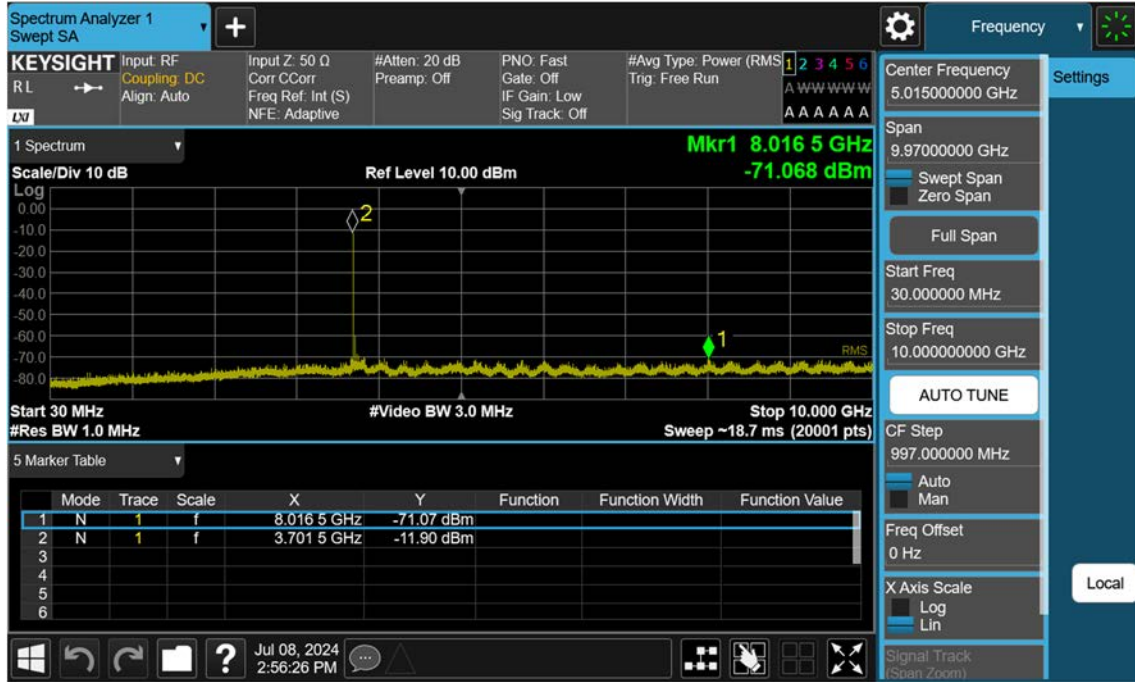 Spectrum Analyzer 1
Swept SA
Frequency
KEYSIGHT
R L
LXI
Input: RF
Coupling: DC
Align: Auto
Input Z: 50 Ω
Corr CCorr
Freq Ref: Int (S)
NFE: Adaptive
#Atten: 20 dB
Preamp: Off
PNO: Fast
Gate: Off
IF Gain: Low
Sig Track: Off
#Avg Type: Power (RMS
Trig: Free Run
1 2 3 4 5 6
A W W W W W
A A A A A A
1 Spectrum
Mkr1 8.016 5 GHz
-71.068 dBm
Scale/Div 10 dB
Ref Level 10.00 dBm
Log
0.00
-10.0
-20.0
-30.0
-40.0
-50.0
-60.0
-70.0
-80.0
2
1
RMS
Start 30 MHz
#Video BW 3.0 MHz
Stop 10.000 GHz
#Res BW 1.0 MHz
Sweep ~18.7 ms (20001 pts)
5 Marker Table
Mode Trace Scale X Y Function Function Width Function Value
1 N 1 f 8.016 5 GHz -71.07 dBm
2 N 1 f 3.701 5 GHz -11.90 dBm
3
4
5
6
Jul 08, 2024
2:56:26 PM
Center Frequency
5.015000000 GHz
Settings
Span
9.97000000 GHz
Swept Span
Zero Span
Full Span
Start Freq
30.000000 MHz
Stop Freq
10.000000000 GHz
AUTO TUNE
CF Step
997.000000 MHz
Auto
Man
Freq Offset
0 Hz
X Axis Scale
Log
Lin
Local
Signal Track
(Span Zoom)